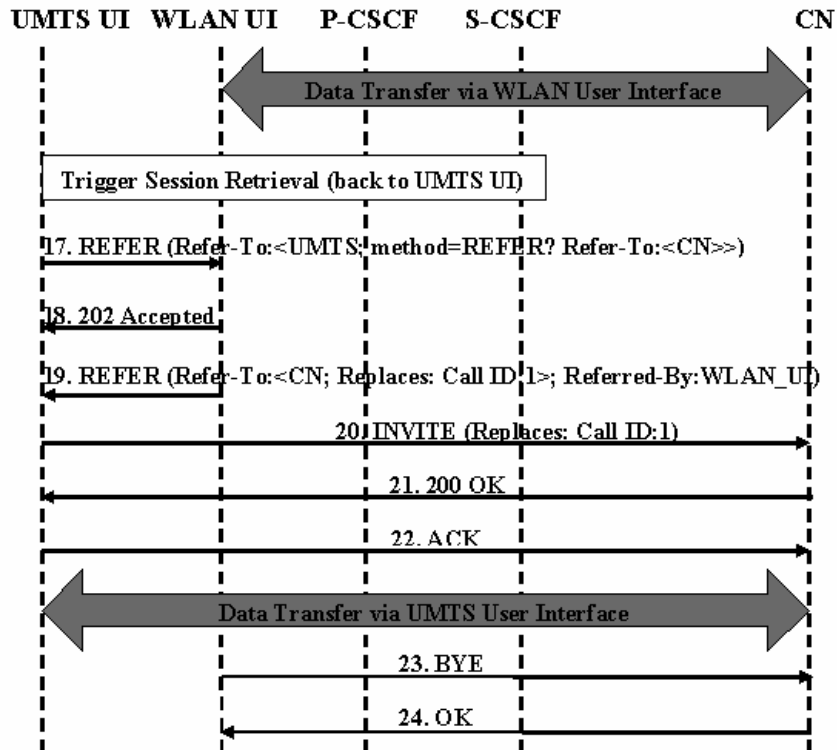 UMTS UI WLAN UI P-CSCF S-CSCF CN
Data Transfer via WLAN User Interface
Trigger Session Retrieval (back to UMTS UI)
17. REFER (Refer-To:<UMTS; method=REFER? Refer-To:<CN>>)
18. 202 Accepted
19. REFER (Refer-To:<CN; Replaces: Call ID:1>; Referred-By:WLAN_UI)
20. INVITE (Replaces: Call ID:1)
21. 200 OK
22. ACK
Data Transfer via UMTS User Interface
23. BYE
24. OK